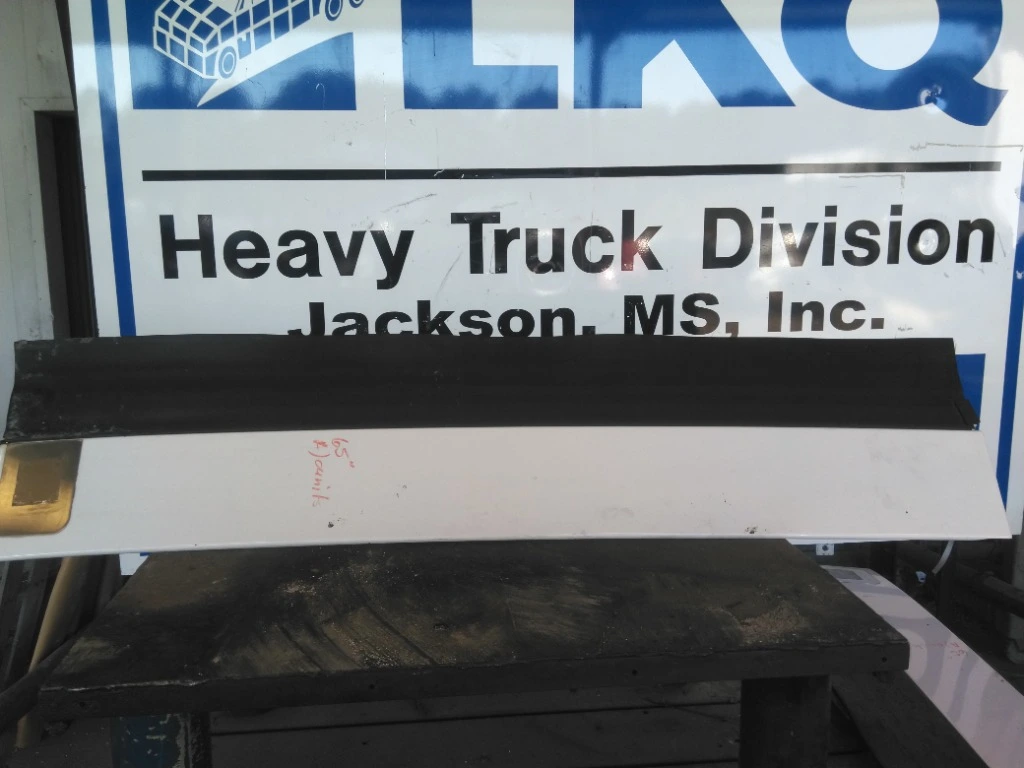 LKQ
Heavy Truck Division
Jackson, MS, Inc.
65"